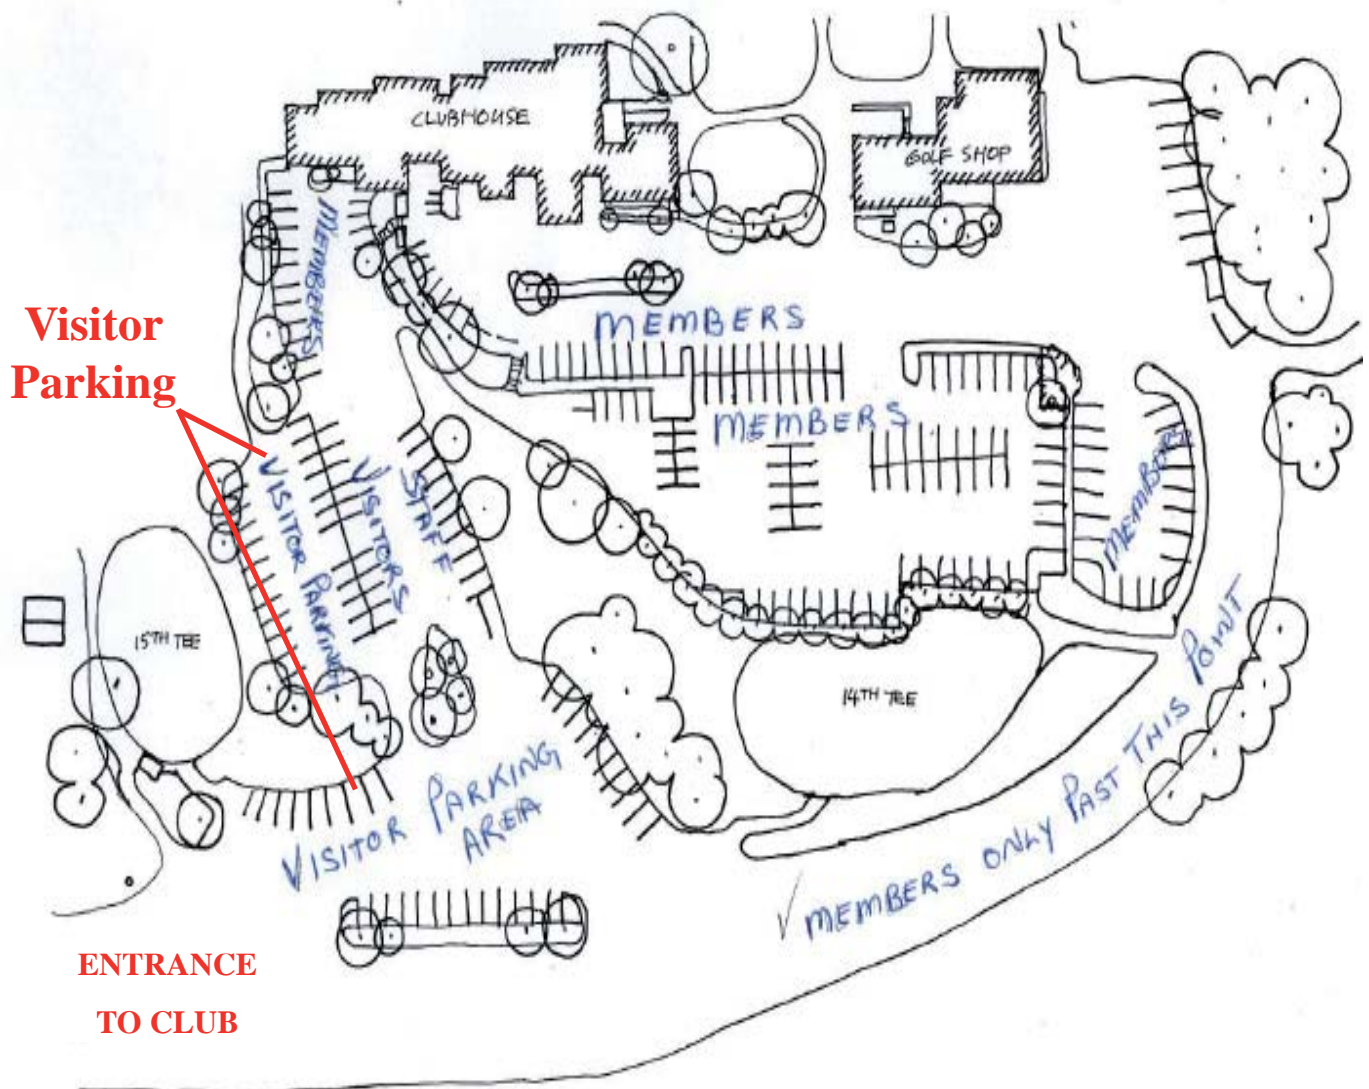 CLUBHOUSE
GOLF SHOP
MEMBERS
Visitor
Parking
MEMBERS
MEMBERS
MEMBERS
VISITOR PARKING
VISITORS
STAFF
15TH TEE
14TH TEE
VISITOR PARKING
AREA
MEMBERS ONLY PAST THIS POINT
ENTRANCE
TO CLUB